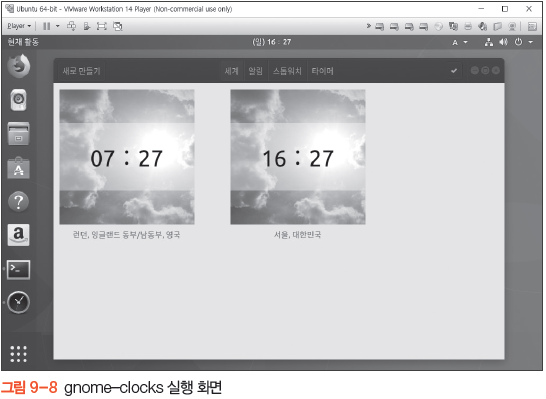 Ubuntu 64-bit - VMware Workstation 14 Player (Non-commercial use only)
Player
현재 활동
(일) 16 : 27
A
새로 만들기
세계 알림 스톱워치 타이머
07 : 27
16 : 27
런던, 잉글랜드 동부/남동부, 영국
서울, 대한민국
그림 9-8 gnome-clocks 실행 화면